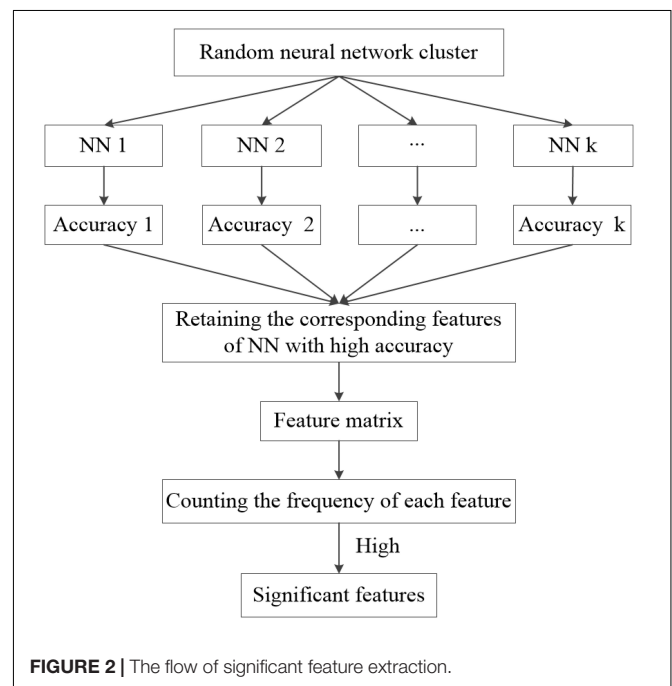 Random neural network cluster
NN 1
NN 2
...
NN k
Accuracy 1
Accuracy 2
...
Accuracy k
Retaining the corresponding features
of NN with high accuracy
Feature matrix
Counting the frequency of each feature
High
Significant features
FIGURE 2 | The flow of significant feature extraction.